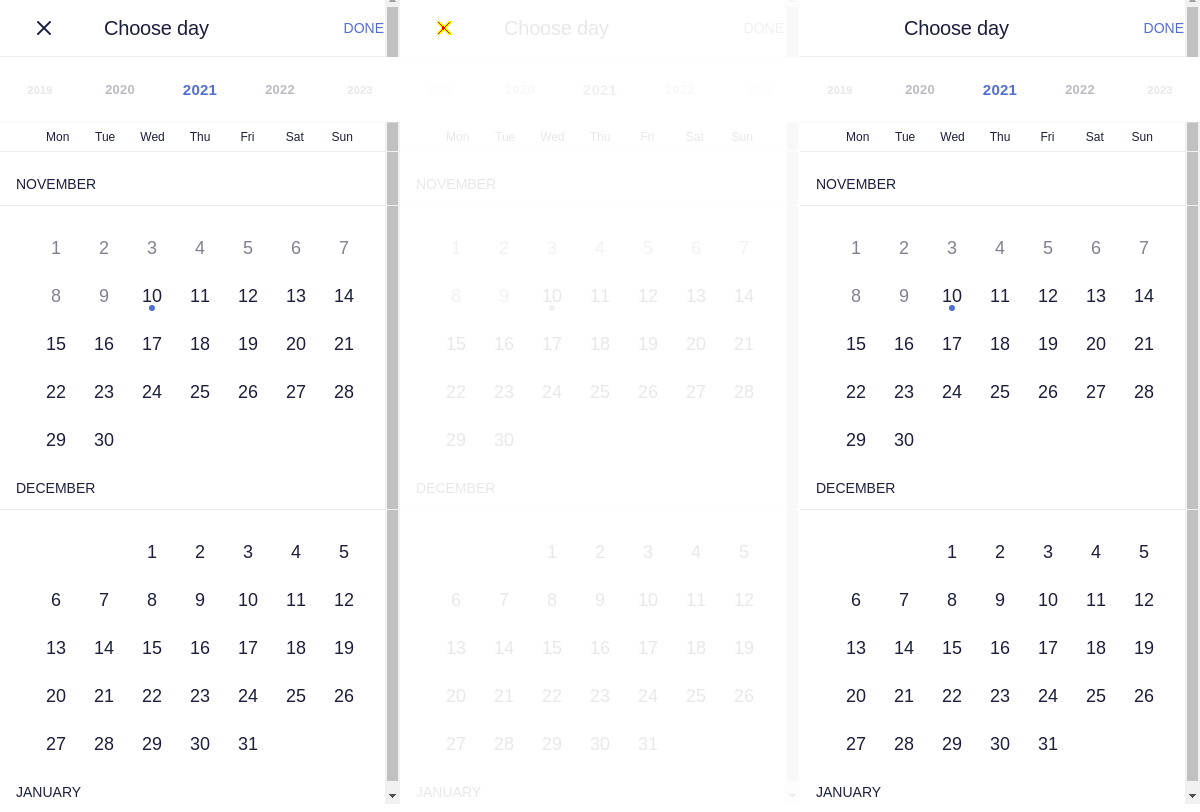 Choose day DONE
2019 2020 2021 2022 2023
Mon Tue Wed Thu Fri Sat Sun
NOVEMBER
1 2 3 4 5 6 7
8 9 10 11 12 13 14
15 16 17 18 19 20 21
22 23 24 25 26 27 28
29 30
DECEMBER
1 2 3 4 5
6 7 8 9 10 11 12
13 14 15 16 17 18 19
20 21 22 23 24 25 26
27 28 29 30 31
JANUARY
Choose day DONE
2019 2020 2021 2022 2023
Mon Tue Wed Thu Fri Sat Sun
NOVEMBER
1 2 3 4 5 6 7
8 9 10 11 12 13 14
15 16 17 18 19 20 21
22 23 24 25 26 27 28
29 30
DECEMBER
1 2 3 4 5
6 7 8 9 10 11 12
13 14 15 16 17 18 19
20 21 22 23 24 25 26
27 28 29 30 31
JANUARY
Choose day DONE
2019 2020 2021 2022 2023
Mon Tue Wed Thu Fri Sat Sun
NOVEMBER
1 2 3 4 5 6 7
8 9 10 11 12 13 14
15 16 17 18 19 20 21
22 23 24 25 26 27 28
29 30
DECEMBER
1 2 3 4 5
6 7 8 9 10 11 12
13 14 15 16 17 18 19
20 21 22 23 24 25 26
27 28 29 30 31
JANUARY